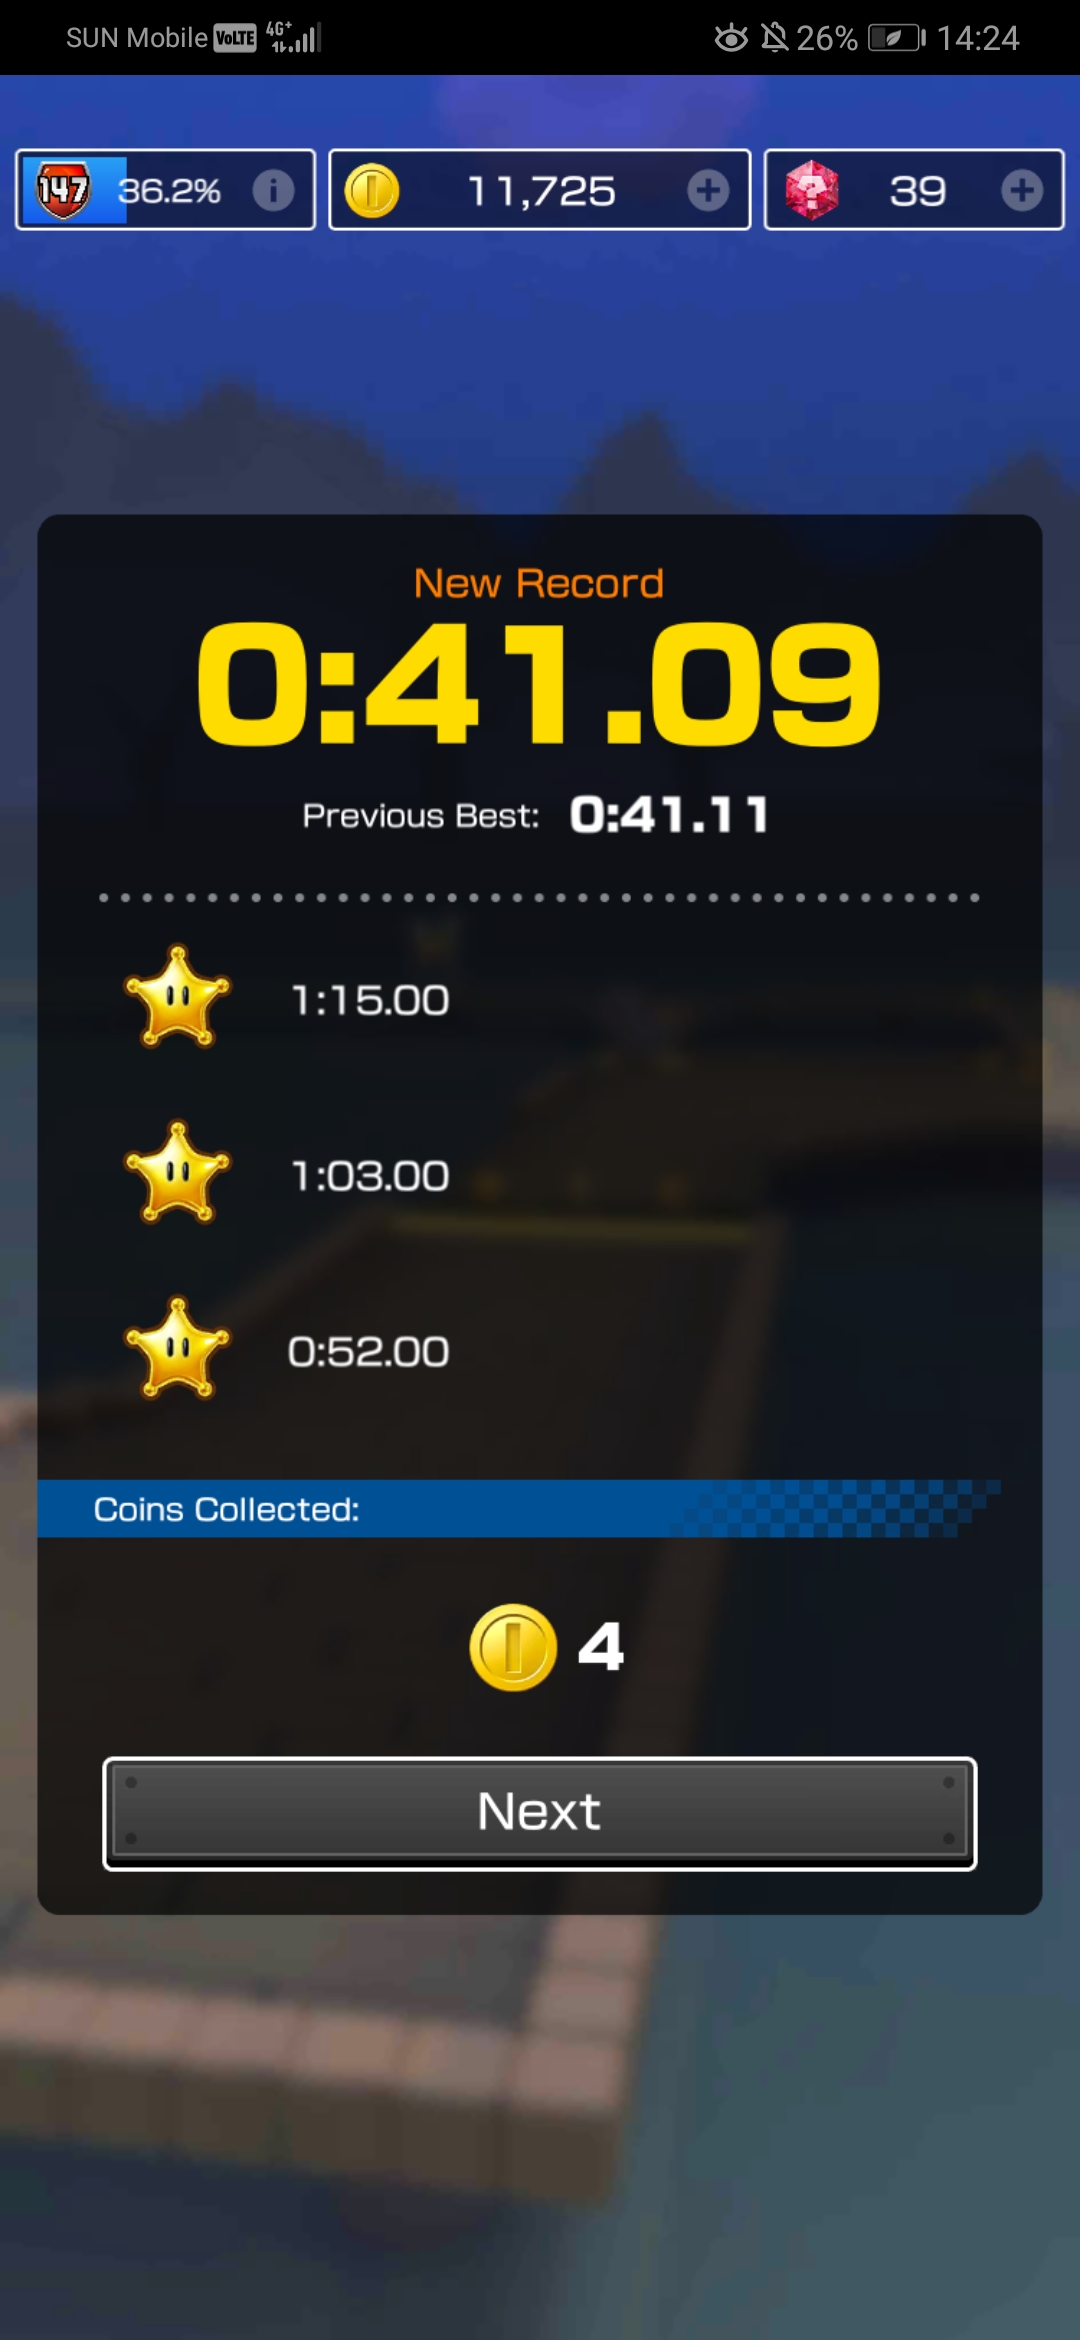 SUN Mobile VoLTE 4G+ 26% 14:24
147 36.2% i 11,725 + 39 +
New Record
0:41.09
Previous Best: 0:41.11
1:15.00
1:03.00
0:52.00
Coins Collected:
4
Next